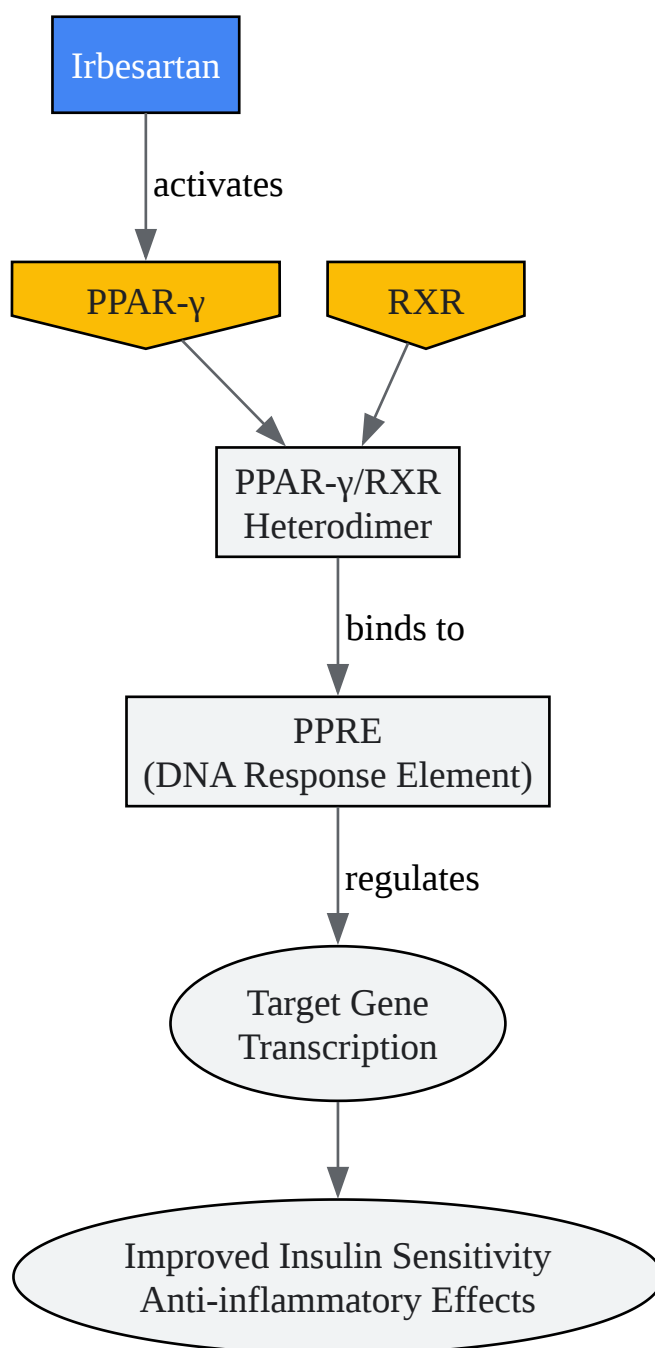 Irbesartan
activates
PPAR-γ
RXR
PPAR-γ/RXR
Heterodimer
binds to
PPRE
(DNA Response Element)
regulates
Target Gene
Transcription
Improved Insulin Sensitivity
Anti-inflammatory Effects